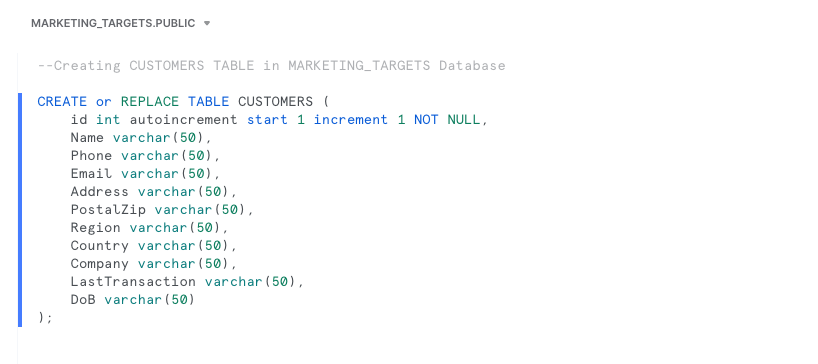 MARKETING_TARGETS.PUBLIC
--Creating CUSTOMERS TABLE in MARKETING_TARGETS Database
CREATE or REPLACE TABLE CUSTOMERS (
    id int autoincrement start 1 increment 1 NOT NULL,
    Name varchar(50),
    Phone varchar(50),
    Email varchar(50),
    Address varchar(50),
    PostalZip varchar(50),
    Region varchar(50),
    Country varchar(50),
    Company varchar(50),
    LastTransaction varchar(50),
    DoB varchar(50)
);